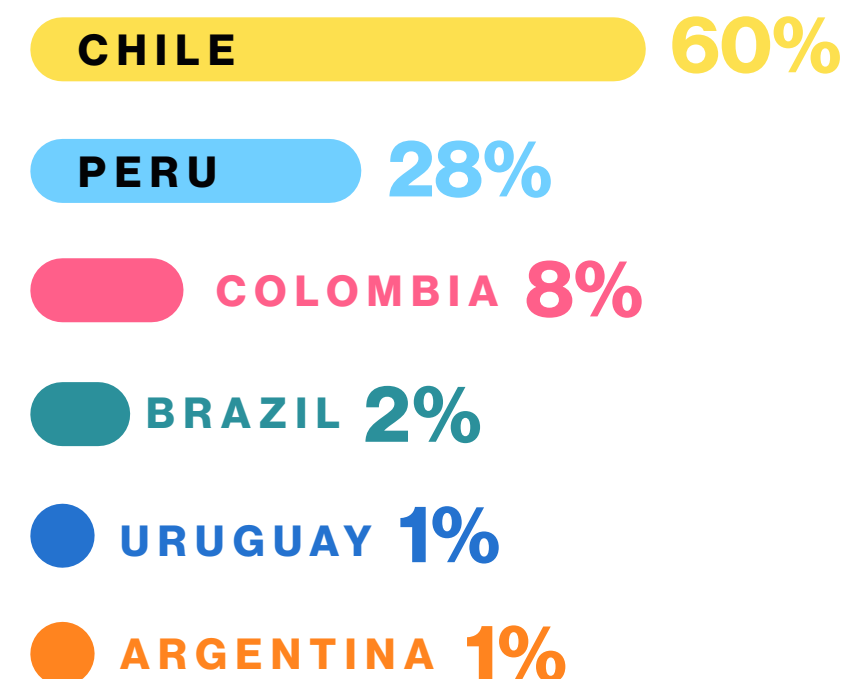 CHILE 60%
PERU 28%
COLOMBIA 8%
BRAZIL 2%
URUGUAY 1%
ARGENTINA 1%